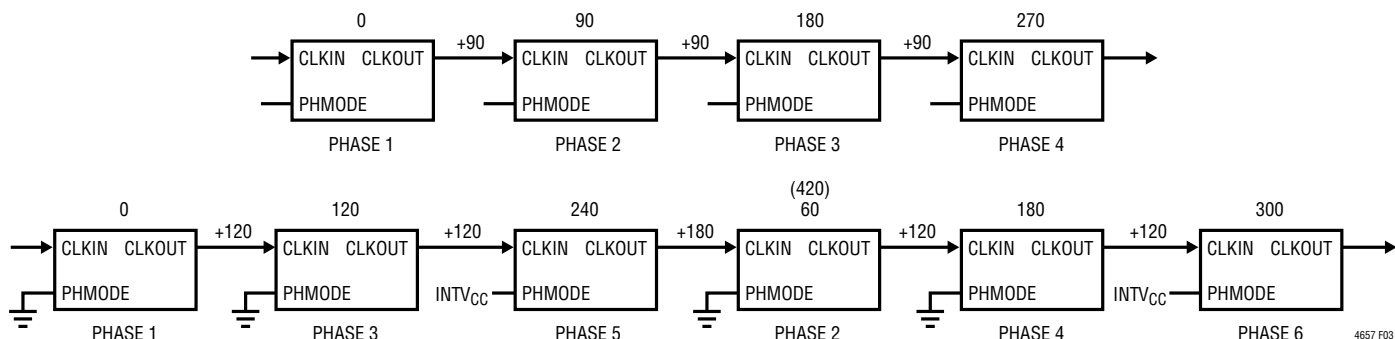 0 90 180 270
+90 +90 +90
CLKIN CLKOUT CLKIN CLKOUT CLKIN CLKOUT CLKIN CLKOUT
PHMODE PHMODE PHMODE PHMODE
PHASE 1 PHASE 2 PHASE 3 PHASE 4
(420)
0 120 240 60 180 300
+120 +120 +180 +120 +120
CLKIN CLKOUT CLKIN CLKOUT CLKIN CLKOUT CLKIN CLKOUT CLKIN CLKOUT CLKIN CLKOUT
PHMODE PHMODE INTVCC PHMODE PHMODE PHMODE INTVCC PHMODE
PHASE 1 PHASE 3 PHASE 5 PHASE 2 PHASE 4 PHASE 6
4657 F03